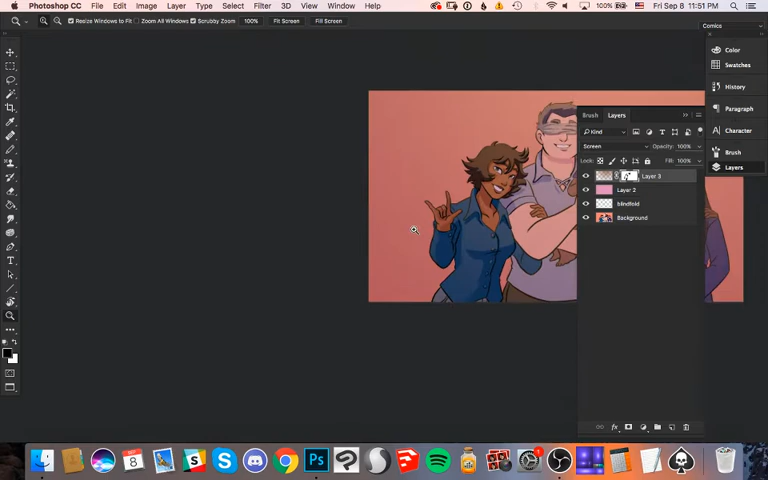 Photoshop CC File Edit Image Layer Type Select Filter 3D View Window Help 100% Fri Sep 8 11:51 PM
Resize Windows to Fit Zoom All Windows Scrubby Zoom 100% Fit Screen Fill Screen
Comics
Color
Swatches
History
Paragraph
Character
Brush
Layers
Brush Layers
Kind
Screen Opacity: 100%
Lock: Fill: 100%
Layer 3
Layer 2
blindfold
Background
SEP
8
1